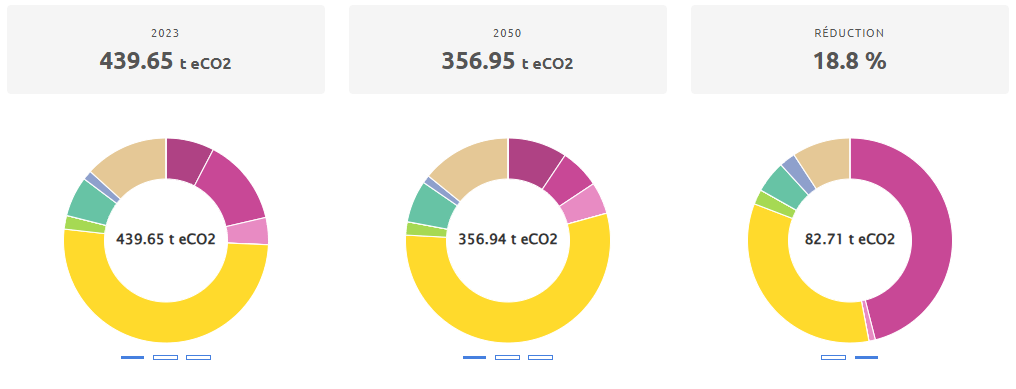 2023
439.65 t eCO2
2050
356.95 t eCO2
RÉDUCTION
18.8 %
439.65 t eCO2
356.94 t eCO2
82.71 t eCO2